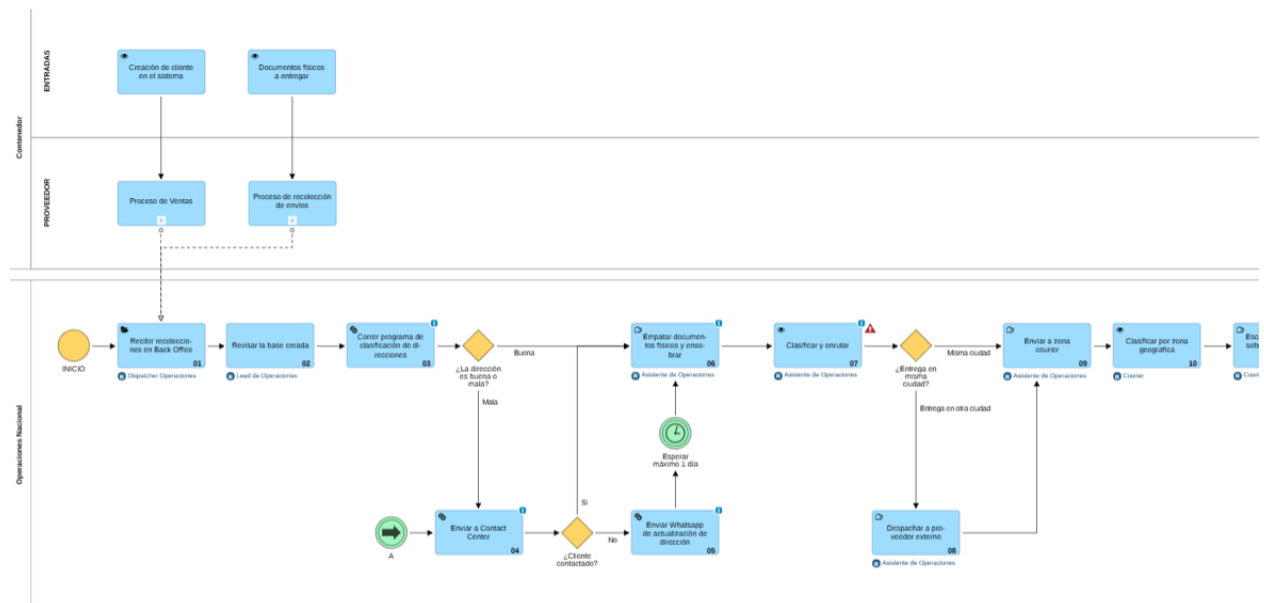 Contenedor
ENTRADAS
Creación de cliente
en el sistema
Documentos físicos
a entregar
PROVEEDOR
Proceso de Ventas
Proceso de recolección
de envíos
Operaciones Nacional
INICIO
Recibir recoleccio-
nes en Back Office
01
Dispatcher Operaciones
Revisar la base creada
02
Lead de Operaciones
Correr programa de
clasificación de di-
recciones
03
¿La dirección
es buena o
mala?
Buena
Mala
Empatar documen-
tos físicos y enso-
brar
06
Asistente de Operaciones
Clasificar y enrutar
07
Asistente de Operaciones
¿Entrega en
misma
ciudad?
Misma ciudad
Entrega en otra ciudad
Enviar a zona
courier
09
Asistente de Operaciones
Clasificar por zona
geografica
10
Courier
Esperar
máximo 1 día
A
Enviar a Contact
Center
04
¿Cliente
contactado?
Si
No
Enviar Whatsapp
de actualización de
dirección
05
Despachar a pro-
veedor externo
08
Asistente de Operaciones